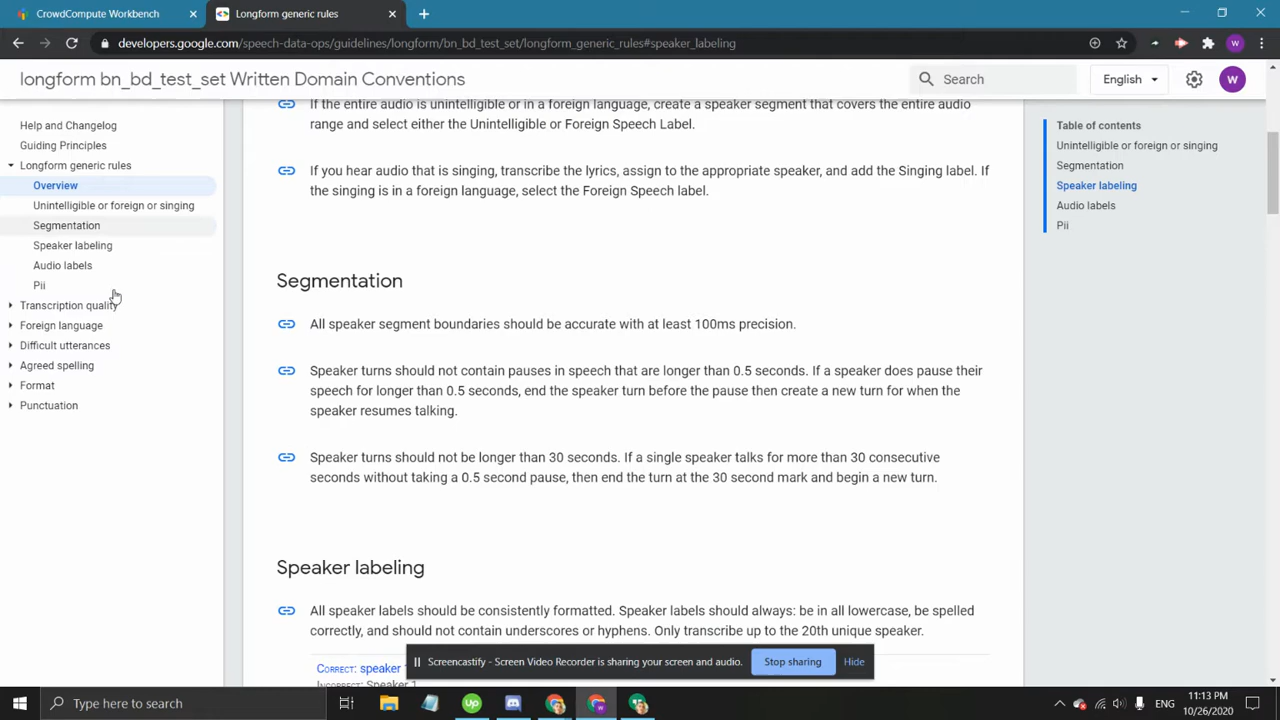 CrowdCompute Workbench
Longform generic rules
developers.google.com/speech-data-ops/guidelines/longform/bn_bd_test_set/longform_generic_rules#speaker_labeling
W
longform bn_bd_test_set Written Domain Conventions
Search
English
W
Help and Changelog
Guiding Principles
Longform generic rules
Overview
Unintelligible or foreign or singing
Segmentation
Speaker labeling
Audio labels
Pii
Transcription quality
Foreign language
Difficult utterances
Agreed spelling
Format
Punctuation
If the entire audio is unintelligible or in a foreign language, create a speaker segment that covers the entire audio
range and select either the Unintelligible or Foreign Speech Label.
If you hear audio that is singing, transcribe the lyrics, assign to the appropriate speaker, and add the Singing label. If
the singing is in a foreign language, select the Foreign Speech label.
Segmentation
All speaker segment boundaries should be accurate with at least 100ms precision.
Speaker turns should not contain pauses in speech that are longer than 0.5 seconds. If a speaker does pause their
speech for longer than 0.5 seconds, end the speaker turn before the pause then create a new turn for when the
speaker resumes talking.
Speaker turns should not be longer than 30 seconds. If a single speaker talks for more than 30 consecutive
seconds without taking a 0.5 second pause, then end the turn at the 30 second mark and begin a new turn.
Speaker labeling
All speaker labels should be consistently formatted. Speaker labels should always: be in all lowercase, be spelled
correctly, and should not contain underscores or hyphens. Only transcribe up to the 20th unique speaker.
Correct: speaker
Incorrect: Speaker 1
Table of contents
Unintelligible or foreign or singing
Segmentation
Speaker labeling
Audio labels
Pii
Screencastify - Screen Video Recorder is sharing your screen and audio.
Stop sharing
Hide
Type here to search
Up
ENG
11:13 PM
10/26/2020